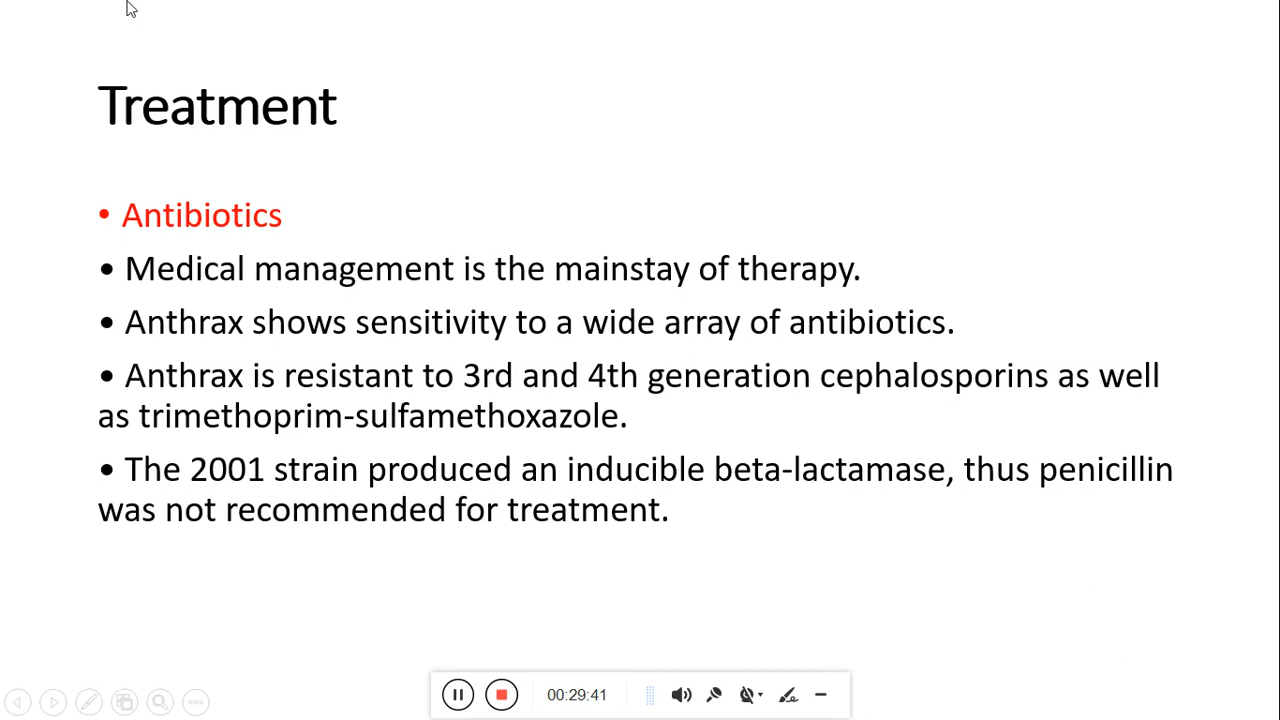 Treatment
• Antibiotics
• Medical management is the mainstay of therapy.
• Anthrax shows sensitivity to a wide array of antibiotics.
• Anthrax is resistant to 3rd and 4th generation cephalosporins as well
as trimethoprim-sulfamethoxazole.
• The 2001 strain produced an inducible beta-lactamase, thus penicillin
was not recommended for treatment.
00:29:41